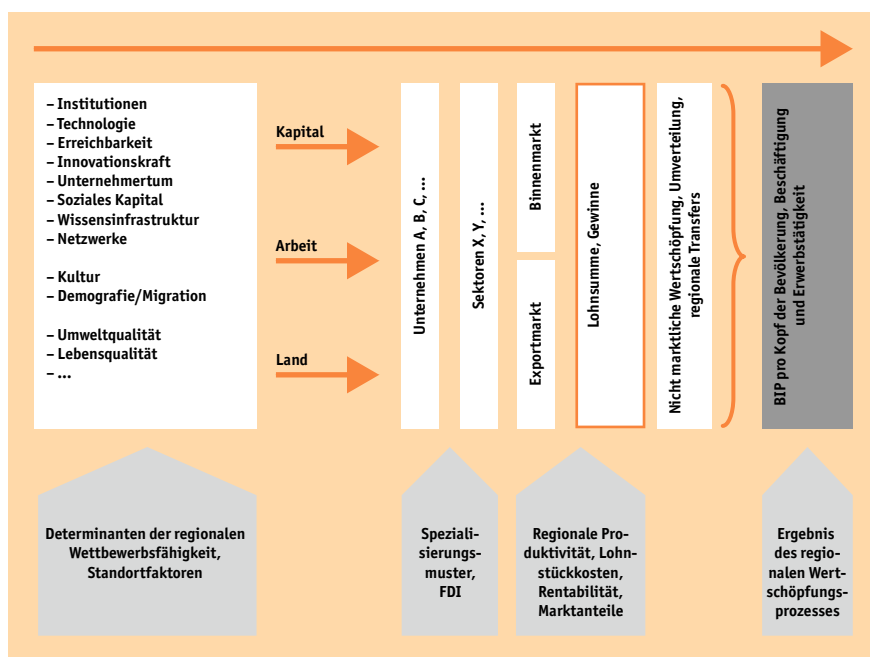 – Institutionen
– Technologie
– Erreichbarkeit
– Innovationskraft
– Unternehmertum
– Soziales Kapital
– Wissensinfrastruktur
– Netzwerke
– Kultur
– Demografie/Migration
– Umweltqualität
– Lebensqualität
– ...
Kapital
Arbeit
Land
Unternehmen A, B, C, ...
Sektoren X, Y, ...
Binnenmarkt
Exportmarkt
Lohnsumme, Gewinne
Nicht marktliche Wertschöpfung, Umverteilung,
regionale Transfers
BIP pro Kopf der Bevölkerung, Beschäftigung
und Erwerbstätigkeit
Determinanten der regionalen
Wettbewerbsfähigkeit,
Standortfaktoren
Speziali-
sierungs-
muster,
FDI
Regionale Pro-
duktivität, Lohn-
stückkosten,
Rentabilität,
Marktanteile
Ergebnis
des regio-
nalen Wert-
schöpfungs-
prozesses